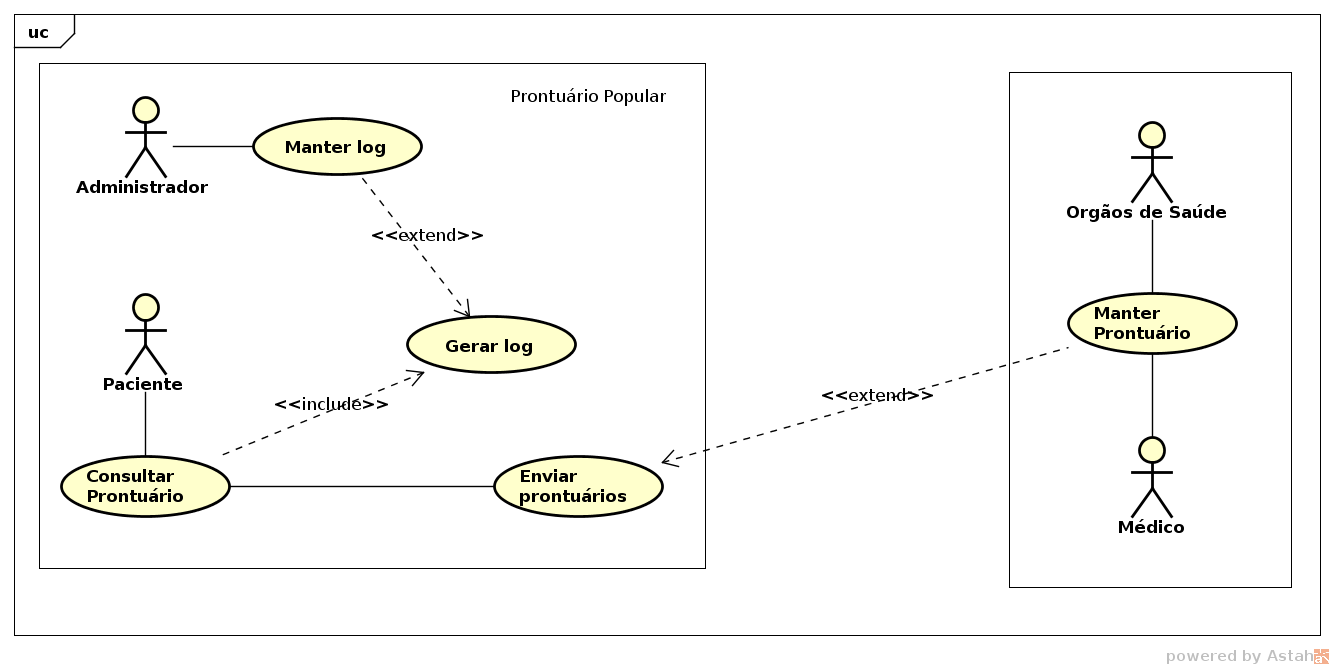 uc
Prontuário Popular
Manter log
Administrador
Orgãos de Saúde
<<extend>>
Manter
Prontuário
Gerar log
Paciente
<<extend>>
<<include>>
Consultar
Prontuário
Enviar
prontuários
Médico
powered by Astah